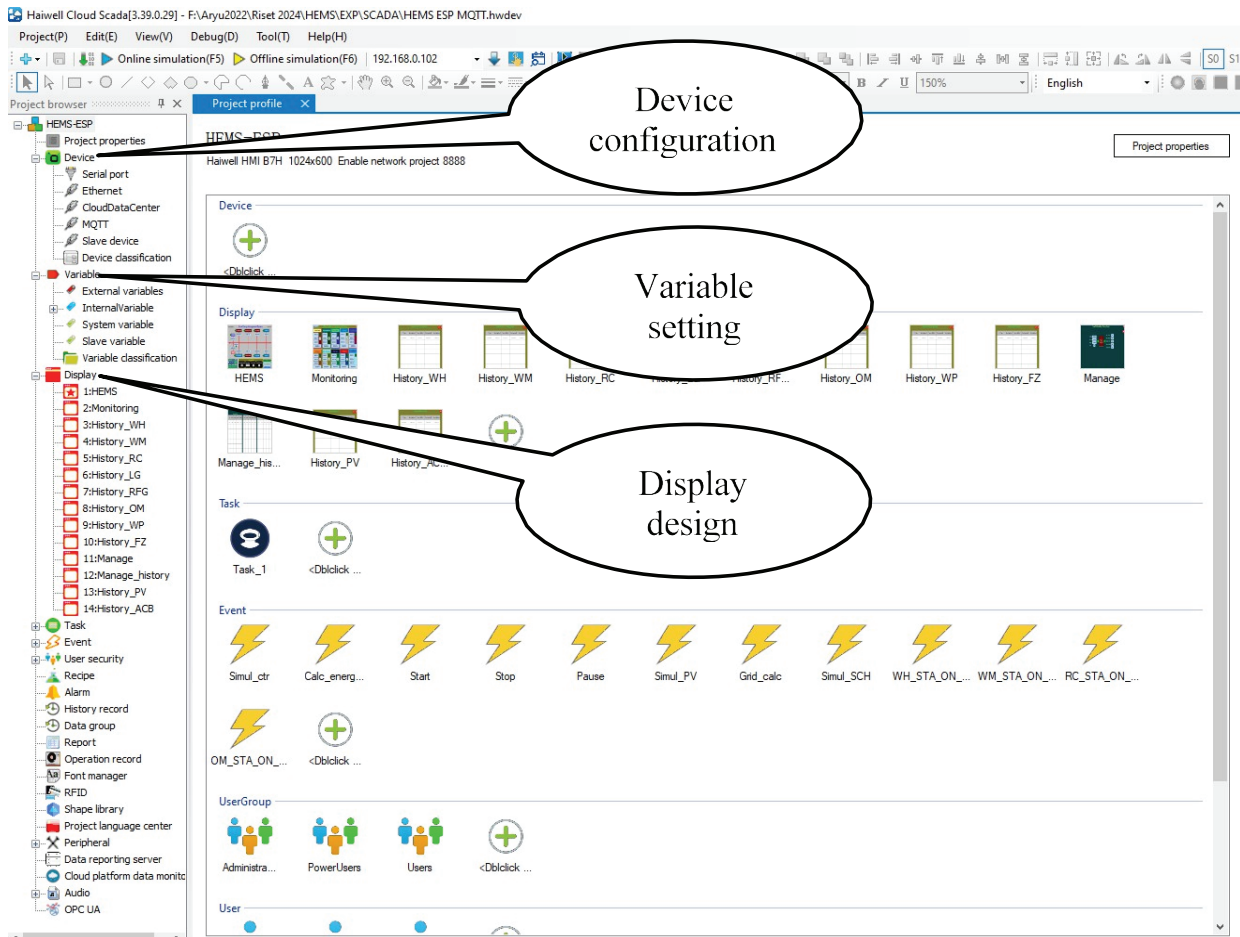 Haiwell Cloud Scada[3.39.0.29] - F:\Aryu2022\Riset 2024\HEMS\EXP\SCADA\HEMS ESP MQTT.hwdev
Project(P) Edit(E) View(V) Debug(D) Tool(T) Help(H)
Online simulation(F5) Offline simulation(F6) 192.168.0.102 S0 S1
A B U 150% English
Project browser
Project profile
HEMS-ESP
Project properties
Device
Serial port
Ethernet
CloudDataCenter
MQTT
Slave device
Device classification
Variable
External variables
InternalVariable
System variable
Slave variable
Variable classification
Display
1:HEMS
2:Monitoring
3:History_WH
4:History_WM
5:History_RC
6:History_LG
7:History_RFG
8:History_OM
9:History_WP
10:History_FZ
11:Manage
12:Manage_history
13:History_PV
14:History_ACB
Task
Event
User security
Recipe
Alarm
History record
Data group
Report
Operation record
Font manager
RFID
Shape library
Project language center
Peripheral
Data reporting server
Cloud platform data monitc
Audio
OPC UA
HEMS-ESP
Haiwell HMI B7H 1024x600 Enable network project 8888
Project properties
Device
configuration
Device
<Dblclick ...
Variable
setting
Display
HEMS Monitoring History_WH History_WM History_RC History_OM History_WP History_FZ Manage
Manage_his... History_PV
Display
design
Task
Task_1 <Dblclick ...
Event
Simul_ctr Calc_energ... Start Stop Pause Simul_PV Grid_calc Simul_SCH WH_STA_ON_... WM_STA_ON_... RC_STA_ON_...
OM_STA_ON_... <Dblclick ...
UserGroup
Administra... PowerUsers Users <Dblclick ...
User